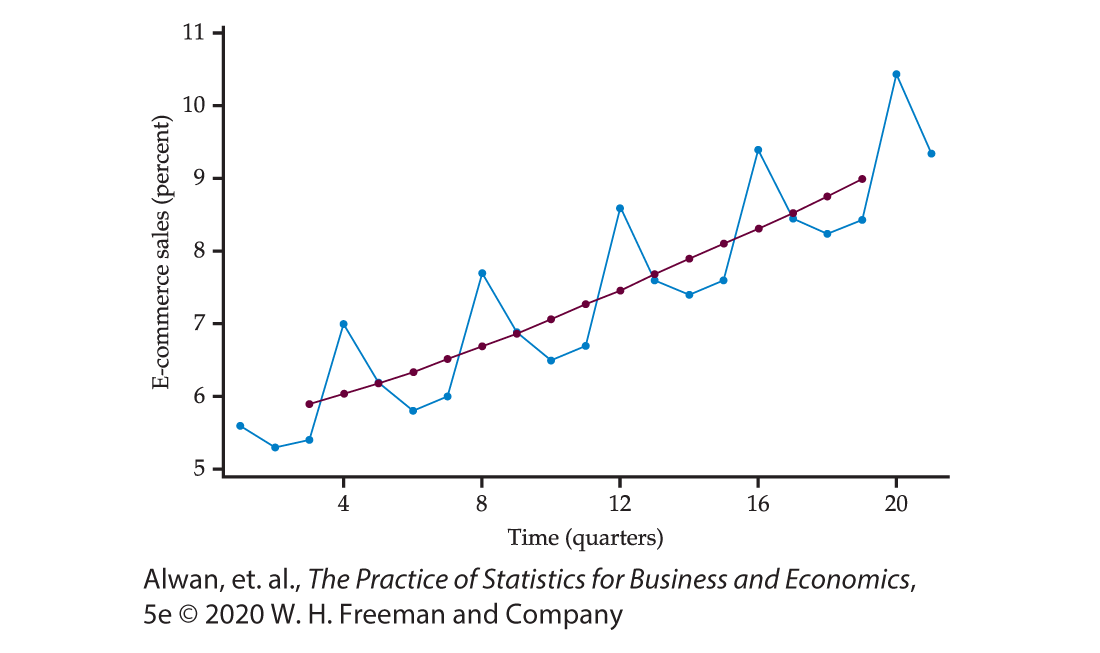 11
10
9
8
7
6
5
E-commerce sales (percent)
4 8 12 16 20
Time (quarters)
Alwan, et. al., The Practice of Statistics for Business and Economics,
5e © 2020 W. H. Freeman and Company